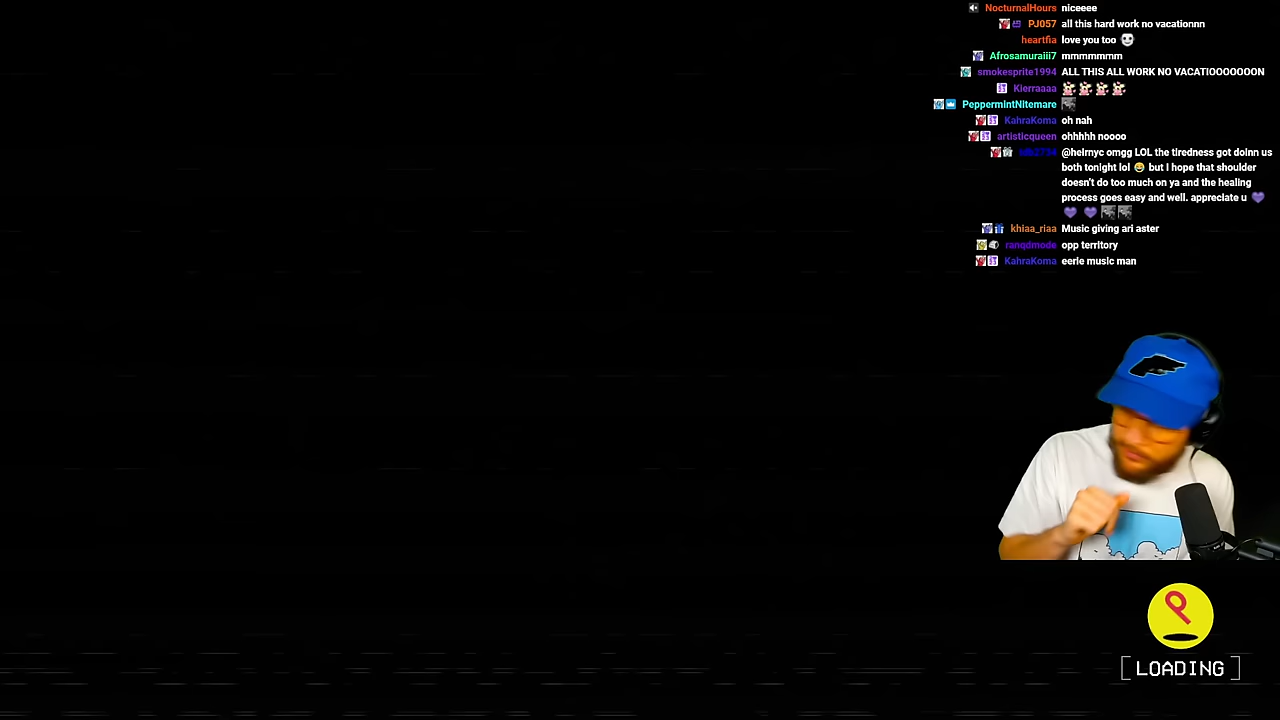 NocturnalHours niceeee
PJ057 all this hard work no vacationnn
heartfia love you too
Afrosamuraiii7 mmmmmmm
smokesprite1994 ALL THIS ALL WORK NO VACATIOOOOOOON
Kierraaaa
PeppermintNitemare
KahraKoma oh nah
artisticqueen ohhhhh noooo
@heirnyc omgg LOL the tiredness got doinn us
both tonight lol but I hope that shoulder
doesn't do too much on ya and the healing
process goes easy and well. appreciate u
khiaa_riaa Music giving ari aster
ranqdmode opp territory
KahraKoma eerie music man
[LOADING]